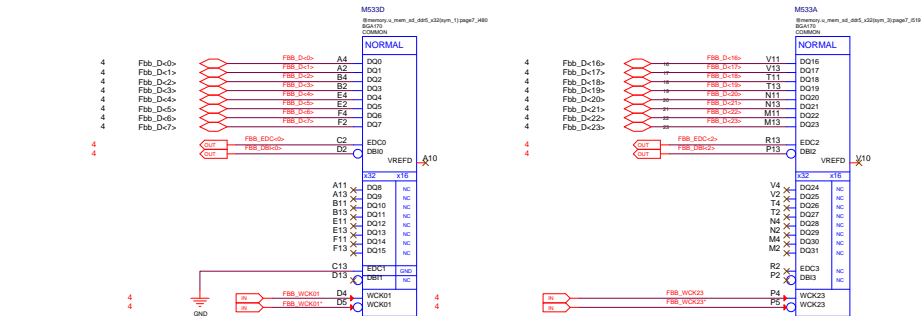 M533D
@memory.u_mem_sd_ddr5_x32(sym_1):page7_i480
BGA170
COMMON
NORMAL
4 Fbb_D<0> FBB_D<0> A4 DQ0
4 Fbb_D<1> FBB_D<1> A2 DQ1
4 Fbb_D<2> FBB_D<2> B4 DQ2
4 Fbb_D<3> FBB_D<3> B2 DQ3
4 Fbb_D<4> FBB_D<4> E4 DQ4
4 Fbb_D<5> FBB_D<5> E2 DQ5
4 Fbb_D<6> FBB_D<6> F4 DQ6
4 Fbb_D<7> FBB_D<7> F2 DQ7
4 OUT FBB_EDC<0> C2 EDC0
4 OUT FBB_DBI<0> D2 DBI0
VREFD A10
x32 x16
A11 DQ8 NC
A13 DQ9 NC
B11 DQ10 NC
B13 DQ11 NC
E11 DQ12 NC
E13 DQ13 NC
F11 DQ14 NC
F13 DQ15 NC
C13 EDC1 GND
D13 DBI1 NC
4 IN FBB_WCK01 D4 WCK01
4 IN FBB_WCK01* D5 WCK01
GND
M533A
@memory.u_mem_sd_ddr5_x32(sym_3):page7_i519
BGA170
COMMON
NORMAL
4 Fbb_D<16> 16 FBB_D<16> V11 DQ16
4 Fbb_D<17> 17 FBB_D<17> V13 DQ17
4 Fbb_D<18> 18 FBB_D<18> T11 DQ18
4 Fbb_D<19> 19 FBB_D<19> T13 DQ19
4 Fbb_D<20> 20 FBB_D<20> N11 DQ20
4 Fbb_D<21> 21 FBB_D<21> N13 DQ21
4 Fbb_D<22> 22 FBB_D<22> M11 DQ22
4 Fbb_D<23> 23 FBB_D<23> M13 DQ23
4 OUT FBB_EDC<2> R13 EDC2
4 OUT FBB_DBI<2> P13 DBI2
VREFD V10
x32 x16
V4 DQ24 NC
V2 DQ25 NC
T4 DQ26 NC
T2 DQ27 NC
N4 DQ28 NC
N2 DQ29 NC
M4 DQ30 NC
M2 DQ31 NC
R2 EDC3 NC
P2 DBI3
4 IN FBB_WCK23 P4 WCK23
4 IN FBB_WCK23* P5 WCK23